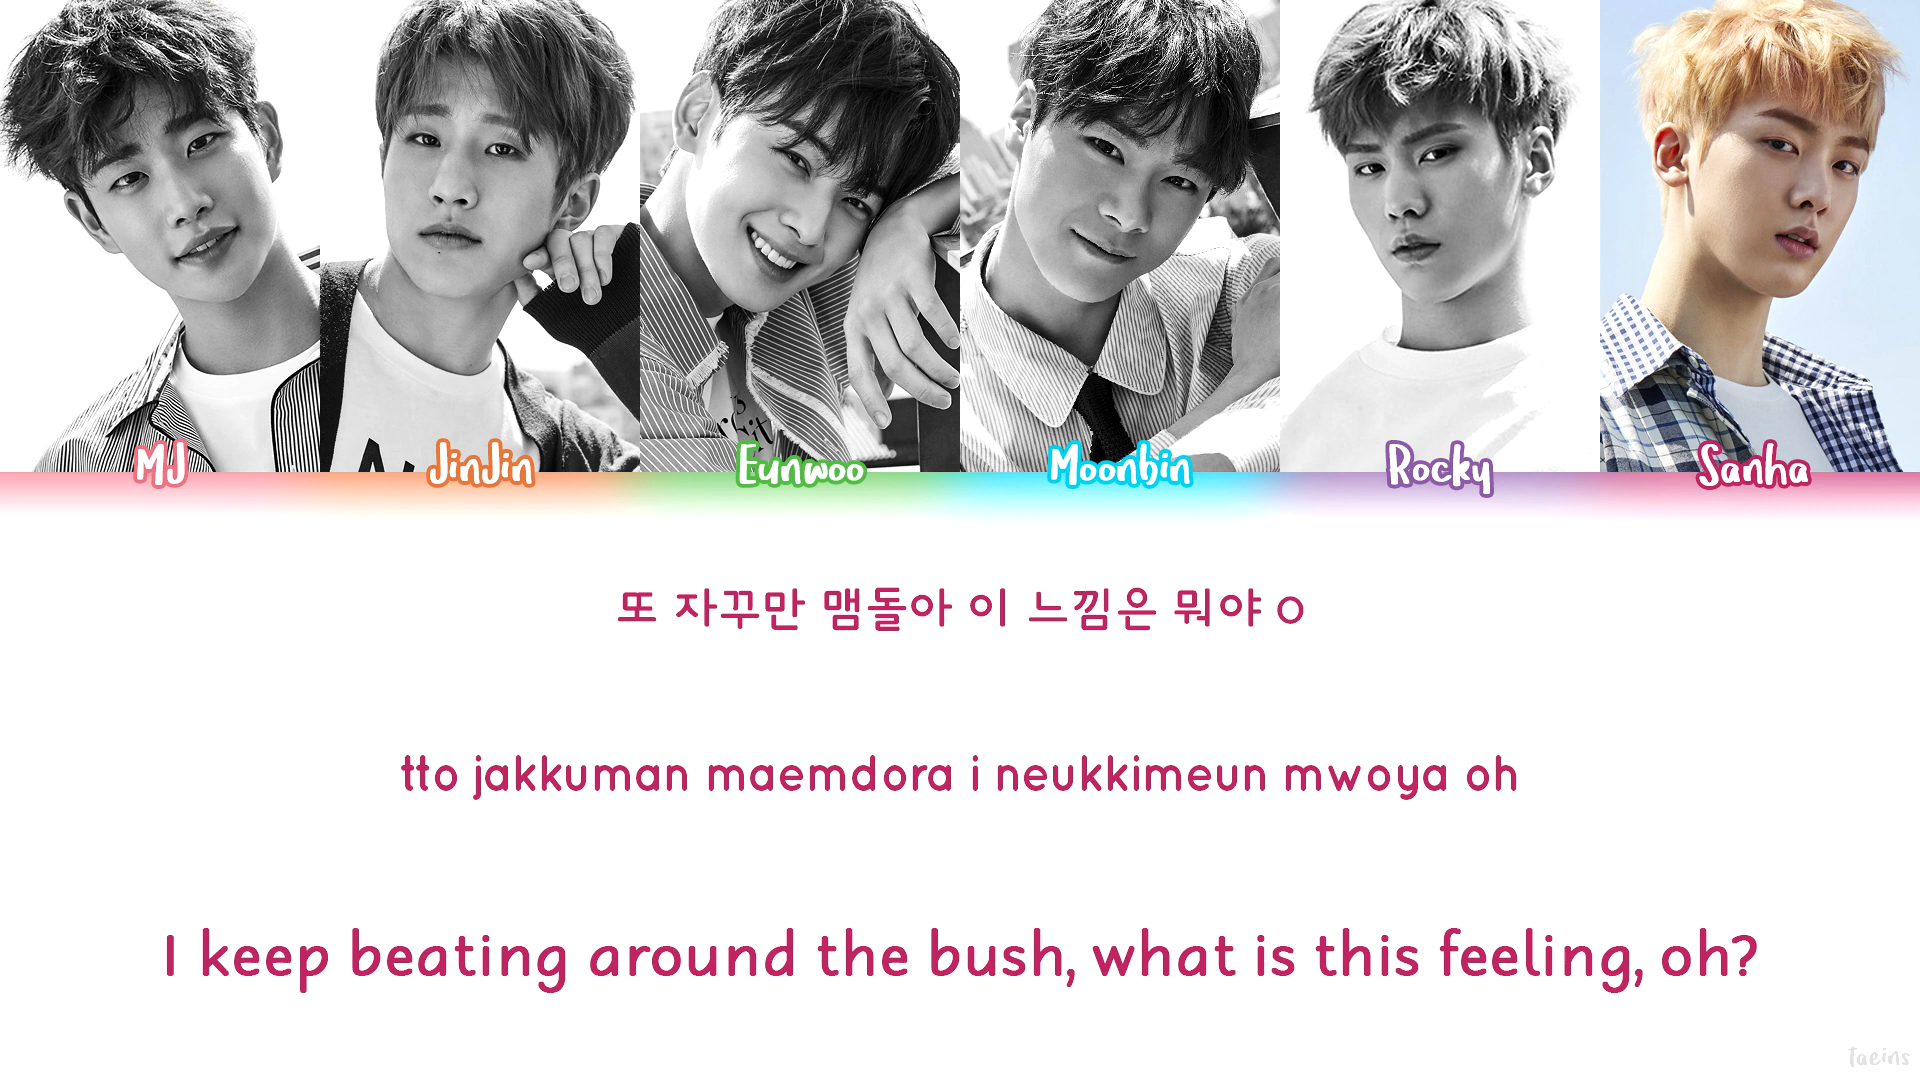 MJ JinJin Eunwoo Moonbin Rocky Sanha
또 자꾸만 맴돌아 이 느낌은 뭐야 o
tto jakkuman maemdora i neukkimeun mwoya oh
I keep beating around the bush, what is this feeling, oh?
taeins